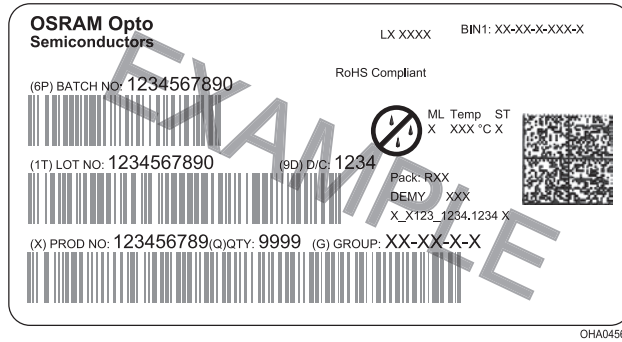 OSRAM Opto
Semiconductors
LX XXXX
BIN1: XX-XX-X-XXX-X
RoHS Compliant
(6P) BATCH NO: 1234567890
ML Temp ST
X XXX °C X
(1T) LOT NO: 1234567890
(9D) D/C: 1234
Pack: RXX
DEMY XXX
X_X123_1234.1234 X
(X) PROD NO: 123456789(Q)QTY: 9999 (G) GROUP: XX-XX-X-X
EXAMPLE
OHA0456